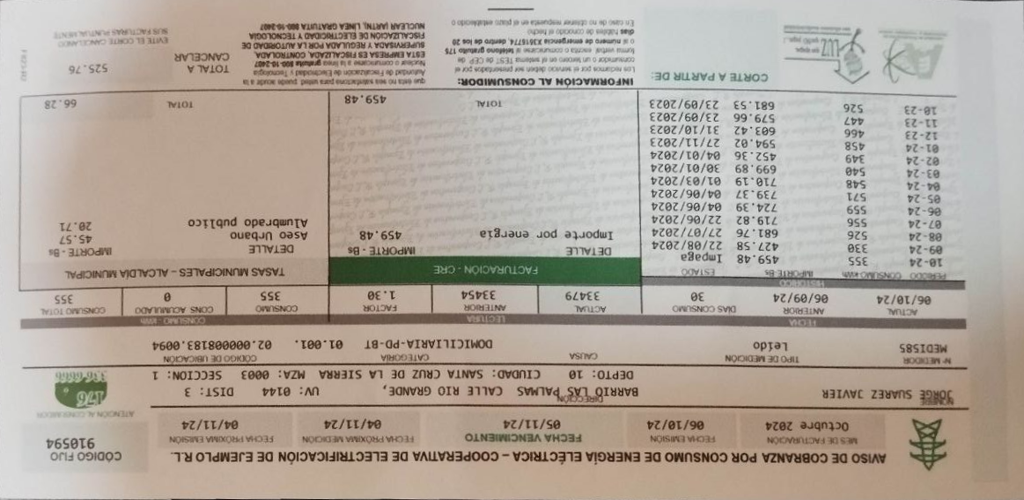 AVISO DE COBRANZA POR CONSUMO DE ENERGÍA ELÉCTRICA – COOPERATIVA DE ELECTRIFICACIÓN DE EJEMPLO R.L.
CÓDIGO FIJO
910594
MES DE FACTURACIÓN
Octubre 2024
FECHA EMISIÓN
06/10/24
FECHA VENCIMIENTO
05/11/24
FECHA PRÓXIMA MEDICIÓN
04/11/24
FECHA PRÓXIMA EMISIÓN
04/11/24
ATENCIÓN AL CONSUMIDOR
176
NOMBRE
JORGE SUAREZ JAVIER
DIRECCIÓN
BARRIO LAS PALMAS CALLE RIO GRANDE, UV: 0144 DIST: 3
DEPTO: 10 CIUDAD: SANTA CRUZ DE LA SIERRA MZA: 0003 SECCION: 1
Nº MEDIDOR
MED1585
TIPO DE MEDICIÓN
Leído
CAUSA
CATEGORÍA
DOMICILIARIA-PD-BT
CÓDIGO DE UBICACIÓN
01.001. 02.000008183.0094
FECHA
LECTURA
CONSUMO - kWh
ACTUAL
06/10/24
ANTERIOR
06/09/24
DÍAS CONSUMO
30
ACTUAL
33479
ANTERIOR
33454
FACTOR
1.30
CONSUMO
355
CONS ACUMULADO
0
CONSUMO TOTAL
355
HISTÓRICO
PERIODO CONSUMO kWh IMPORTE Bs ESTADO
10-24 355 459.48 Impaga
09-24 330 427.58 22/08/2024
08-24 526 681.76 27/07/2024
07-24 556 719.82 22/06/2024
06-24 559 724.39 04/06/2024
05-24 571 739.37 04/06/2024
04-24 548 710.19 01/03/2024
03-24 540 699.89 30/01/2024
02-24 349 452.36 04/01/2024
01-24 458 594.02 27/11/2023
12-23 466 603.42 31/10/2023
11-23 447 579.66 23/09/2023
10-23 526 681.53 23/09/2023
FACTURACIÓN - CRE
DETALLE IMPORTE - Bs
Importe por energia 459.48
TOTAL 459.48
TASAS MUNICIPALES - ALCALDIA MUNICIPAL
DETALLE IMPORTE - Bs
Aseo Urbano 45.57
Alumbrado publico 20.71
TOTAL 66.28
CORTE A PARTIR DE:
INFORMACIÓN AL CONSUMIDOR:
Los reclamos por el servicio deberán ser presentados por el
consumidor o un tercero en el sistema TEST de CEP de
forma verbal, escrita o comunicarse al teléfono gratuito 175
o al número de emergencia X3018774, dentro de los 20
días hábiles de conocido el hecho
En caso de no obtener respuesta en el plazo establecido o
que esta no sea satisfactoria para usted, puede acudir a la
Autoridad de Fiscalización de Electricidad y Tecnología
Nuclear o comunicarse a la línea gratuita 800-10-2407
ESTA EMPRESA ES FISCALIZADA, CONTROLADA,
SUPERVISADA Y REGULADA POR LA AUTORIDAD DE
FISCALIZACIÓN DE ELECTRICIDAD Y TECNOLOGÍA
NUCLEAR (AETN), LINEA GRATUITA 800-10-2407
TOTAL A
CANCELAR
525.76
EVITE EL CORTE CANCELANDO
SUS FACTURAS PUNTUALMENTE